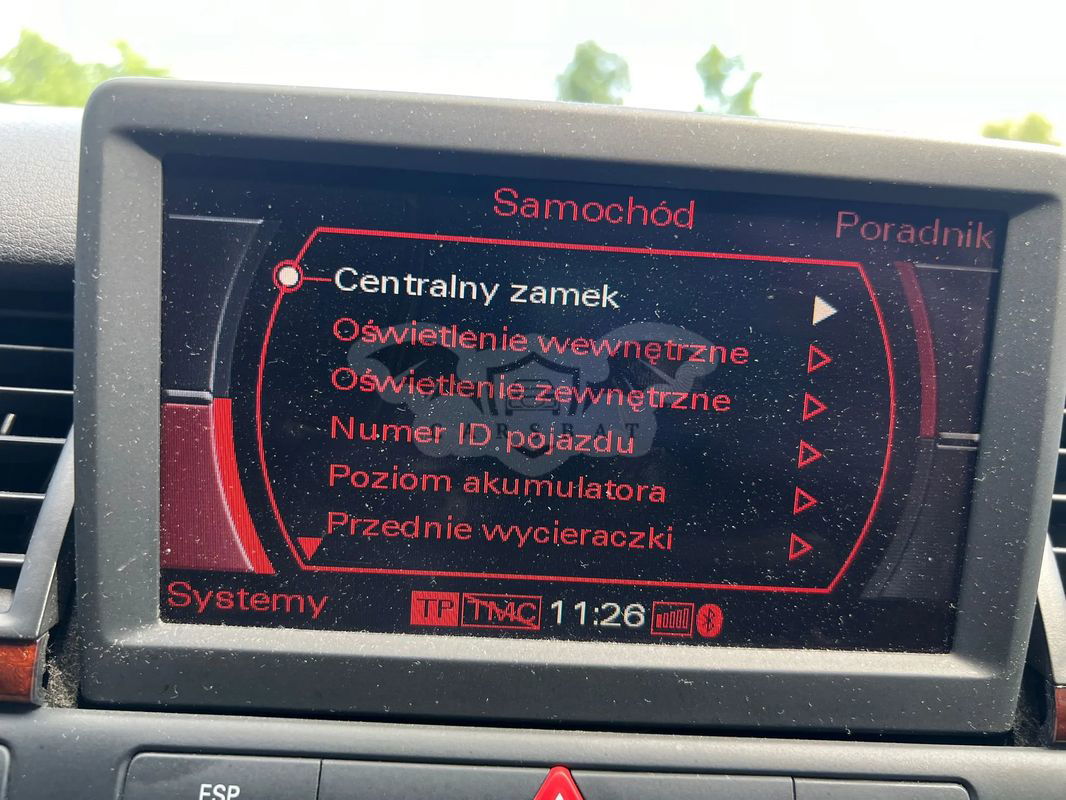 Samochód
Poradnik
Centralny zamek
Oświetlenie wewnętrzne
Oświetlenie zewnętrzne
Numer ID pojazdu
Poziom akumulatora
Przednie wycieraczki
Systemy
TP TMC 11:26
ESP